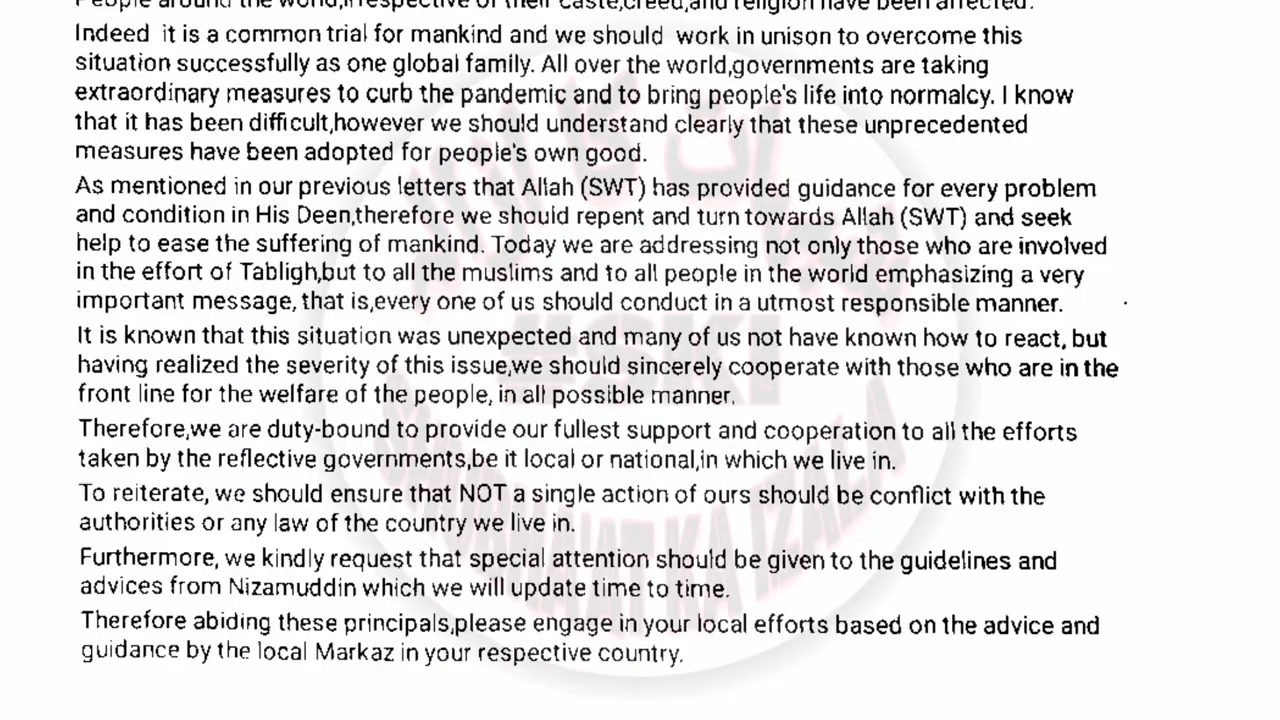 People around the world,irrespective of their caste,creed,and religion have been affected.
Indeed it is a common trial for mankind and we should work in unison to overcome this
situation successfully as one global family. All over the world,governments are taking
extraordinary measures to curb the pandemic and to bring people's life into normalcy. I know
that it has been difficult,however we should understand clearly that these unprecedented
measures have been adopted for people's own good.
As mentioned in our previous letters that Allah (SWT) has provided guidance for every problem
and condition in His Deen,therefore we should repent and turn towards Allah (SWT) and seek
help to ease the suffering of mankind. Today we are addressing not only those who are involved
in the effort of Tabligh,but to all the muslims and to all people in the world emphasizing a very
important message, that is,every one of us should conduct in a utmost responsible manner.
It is known that this situation was unexpected and many of us not have known how to react, but
having realized the severity of this issue,we should sincerely cooperate with those who are in the
front line for the welfare of the people, in all possible manner.
Therefore,we are duty-bound to provide our fullest support and cooperation to all the efforts
taken by the reflective governments,be it local or national,in which we live in.
To reiterate, we should ensure that NOT a single action of ours should be conflict with the
authorities or any law of the country we live in.
Furthermore, we kindly request that special attention should be given to the guidelines and
advices from Nizamuddin which we will update time to time.
Therefore abiding these principals,please engage in your local efforts based on the advice and
guidance by the local Markaz in your respective country.